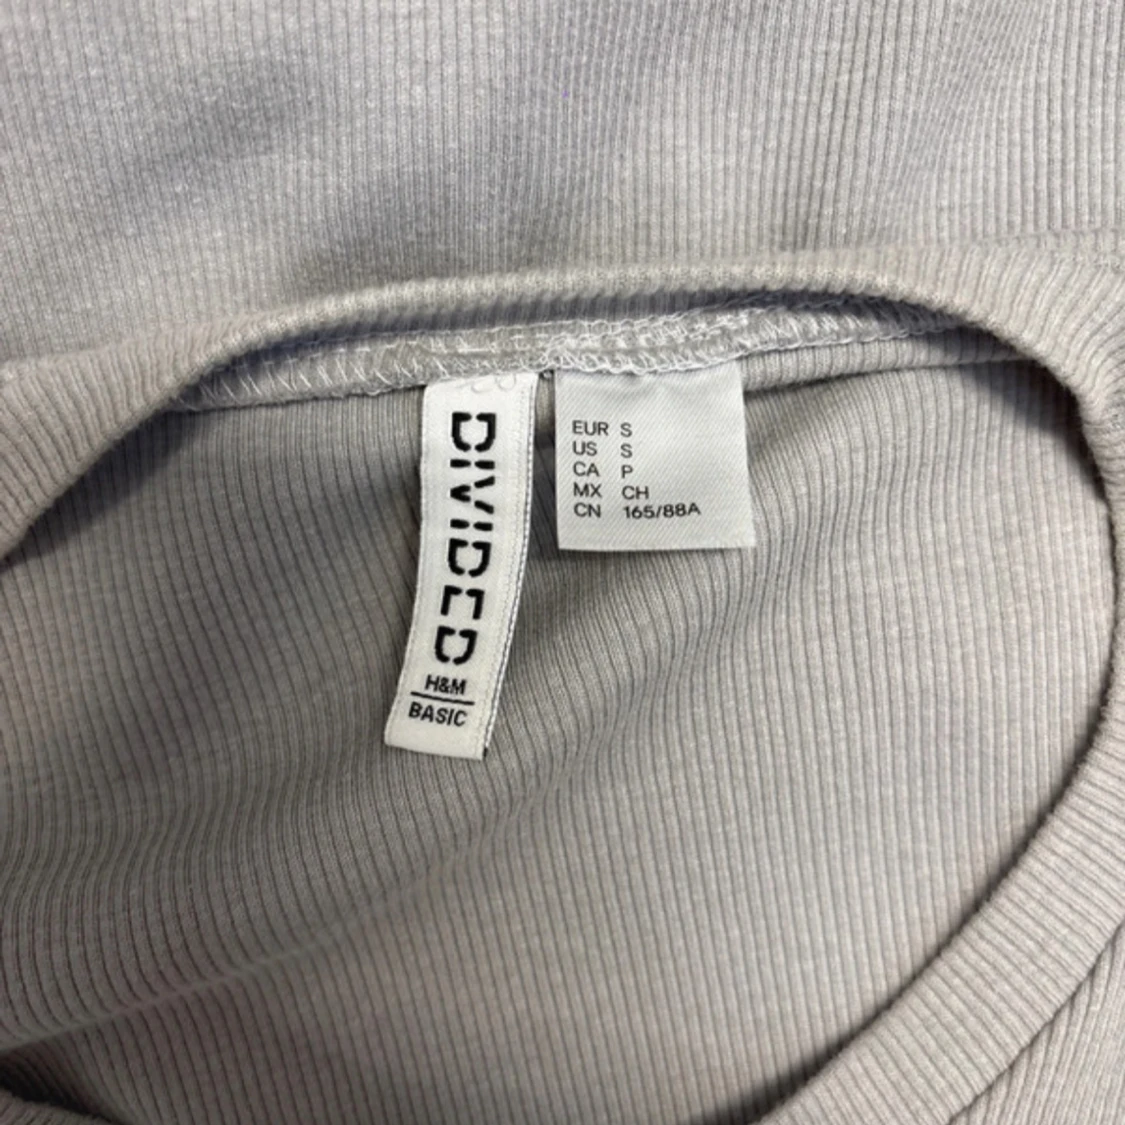 DIVIDED
H&M
BASIC
EUR S
US S
CA P
MX CH
CN 165/88A